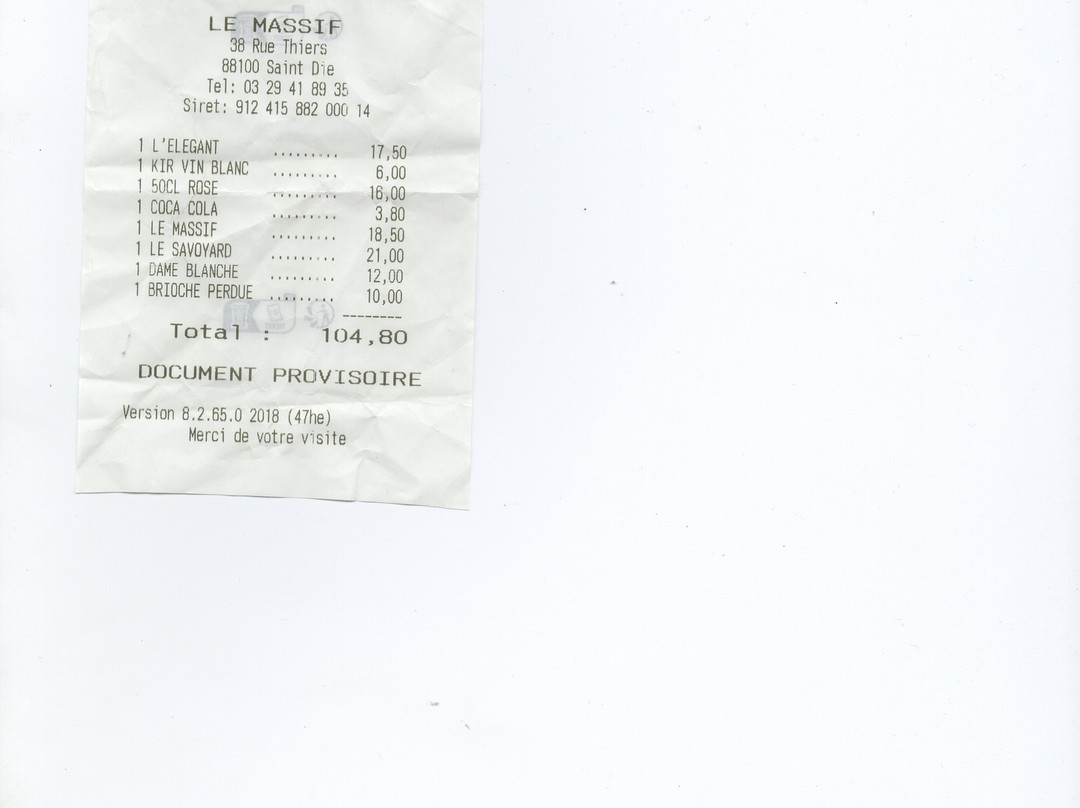 LE MASSIF
38 Rue Thiers
88100 Saint Die
Tel: 03 29 41 89 35
Siret: 912 415 882 000 14
1 L'ELEGANT ......... 17,50
1 KIR VIN BLANC ......... 6,00
1 50CL ROSE ......... 16,00
1 COCA COLA ......... 3,80
1 LE MASSIF ......... 18,50
1 LE SAVOYARD ......... 21,00
1 DAME BLANCHE ......... 12,00
1 BRIOCHE PERDUE ......... 10,00
--------
Total : 104,80
DOCUMENT PROVISOIRE
Version 8.2.65.0 2018 (47he)
Merci de votre visite